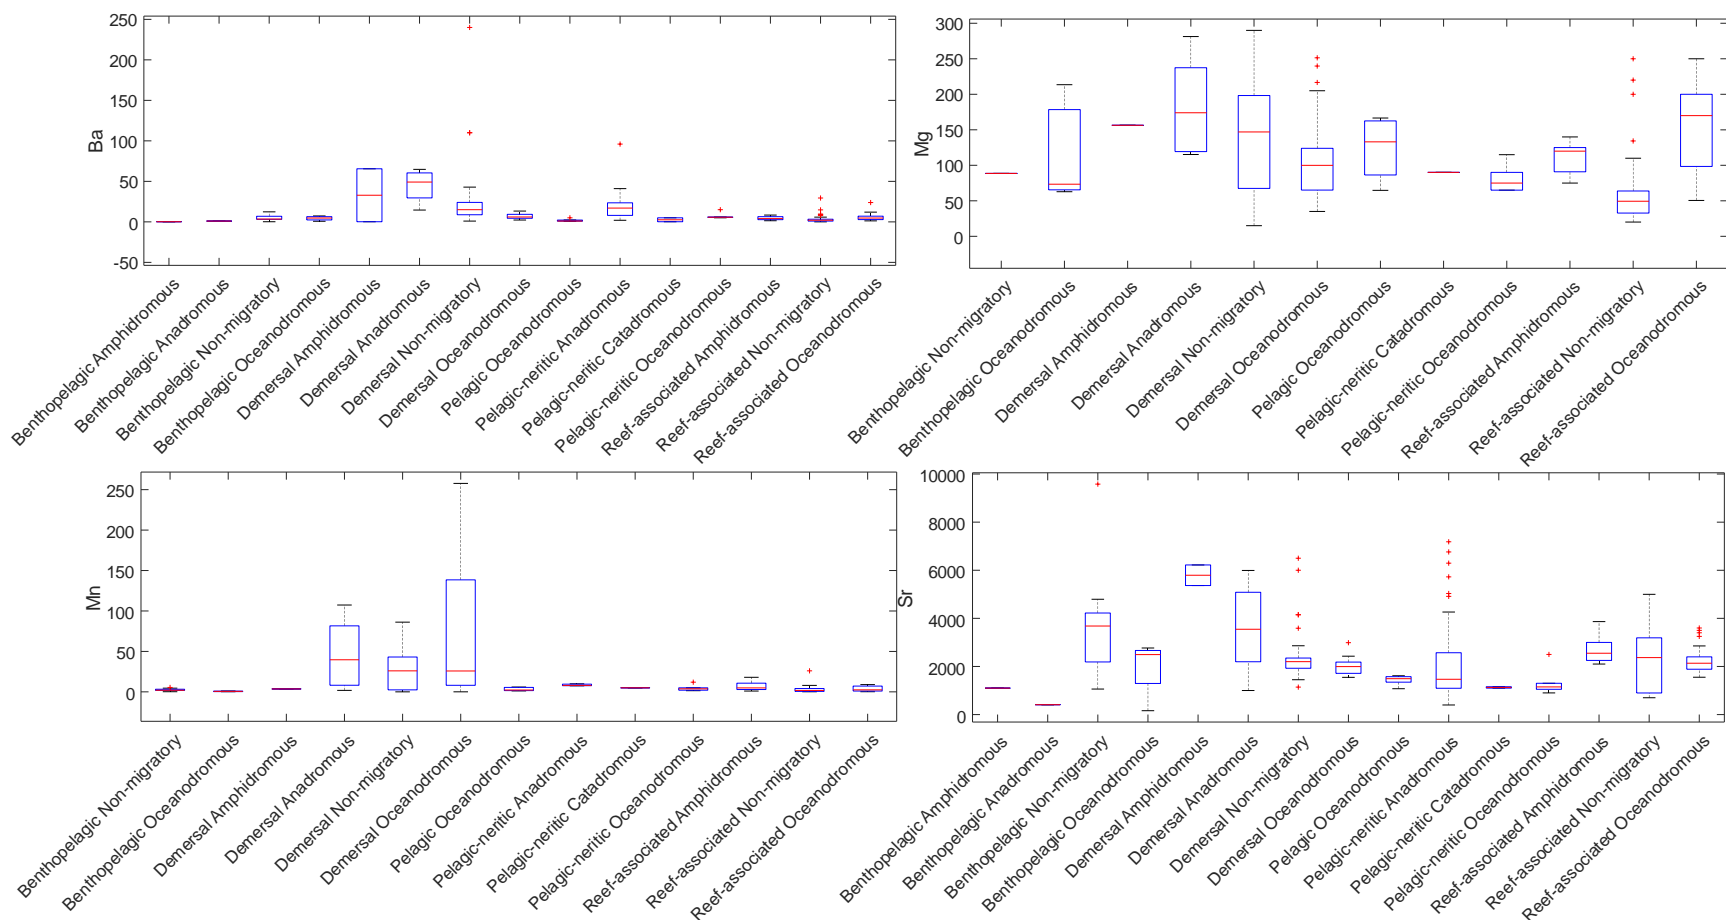 250
200
150
100
50
0
-50
Ba
Benthopelagic Amphidromous
Benthopelagic Anadromous
Benthopelagic Non-migratory
Benthopelagic Oceanodromous
Demersal Amphidromous
Demersal Anadromous
Demersal Non-migratory
Demersal Oceanodromous
Pelagic Oceanodromous
Pelagic-neritic Anadromous
Pelagic-neritic Catadromous
Pelagic-neritic Oceanodromous
Reef-associated Amphidromous
Reef-associated Non-migratory
Reef-associated Oceanodromous
300
250
200
150
100
50
0
Mg
Benthopelagic Non-migratory
Benthopelagic Oceanodromous
Demersal Amphidromous
Demersal Anadromous
Demersal Non-migratory
Demersal Oceanodromous
Pelagic Oceanodromous
Pelagic-neritic Catadromous
Pelagic-neritic Oceanodromous
Reef-associated Amphidromous
Reef-associated Non-migratory
Reef-associated Oceanodromous
250
200
150
100
50
0
Mn
Benthopelagic Non-migratory
Benthopelagic Oceanodromous
Demersal Amphidromous
Demersal Anadromous
Demersal Non-migratory
Demersal Oceanodromous
Pelagic Oceanodromous
Pelagic-neritic Anadromous
Pelagic-neritic Catadromous
Pelagic-neritic Oceanodromous
Reef-associated Amphidromous
Reef-associated Non-migratory
Reef-associated Oceanodromous
10000
8000
6000
4000
2000
0
Sr
Benthopelagic Amphidromous
Benthopelagic Anadromous
Benthopelagic Non-migratory
Benthopelagic Oceanodromous
Demersal Amphidromous
Demersal Anadromous
Demersal Non-migratory
Demersal Oceanodromous
Pelagic Oceanodromous
Pelagic-neritic Anadromous
Pelagic-neritic Catadromous
Pelagic-neritic Oceanodromous
Reef-associated Amphidromous
Reef-associated Non-migratory
Reef-associated Oceanodromous